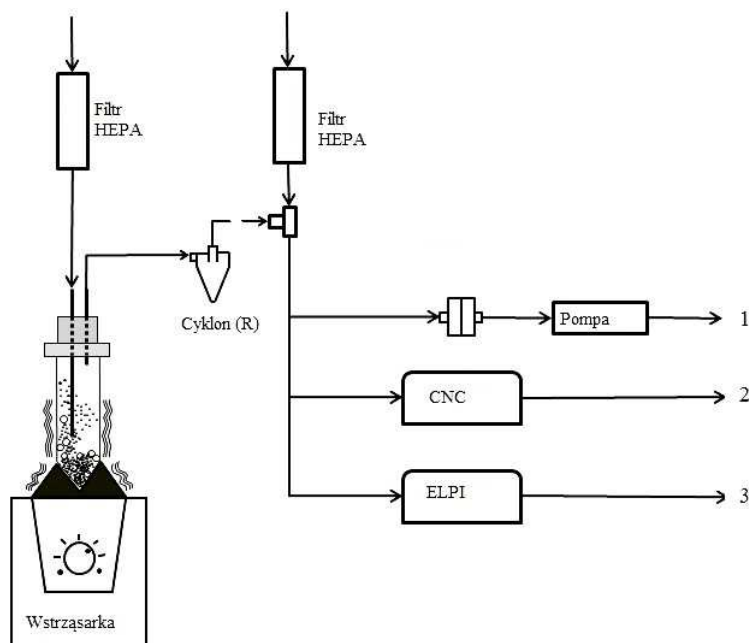 Filtr
HEPA
Filtr
HEPA
Cyklon (R)
Pompa
1
CNC
2
ELPI
3
Wstrząsarka